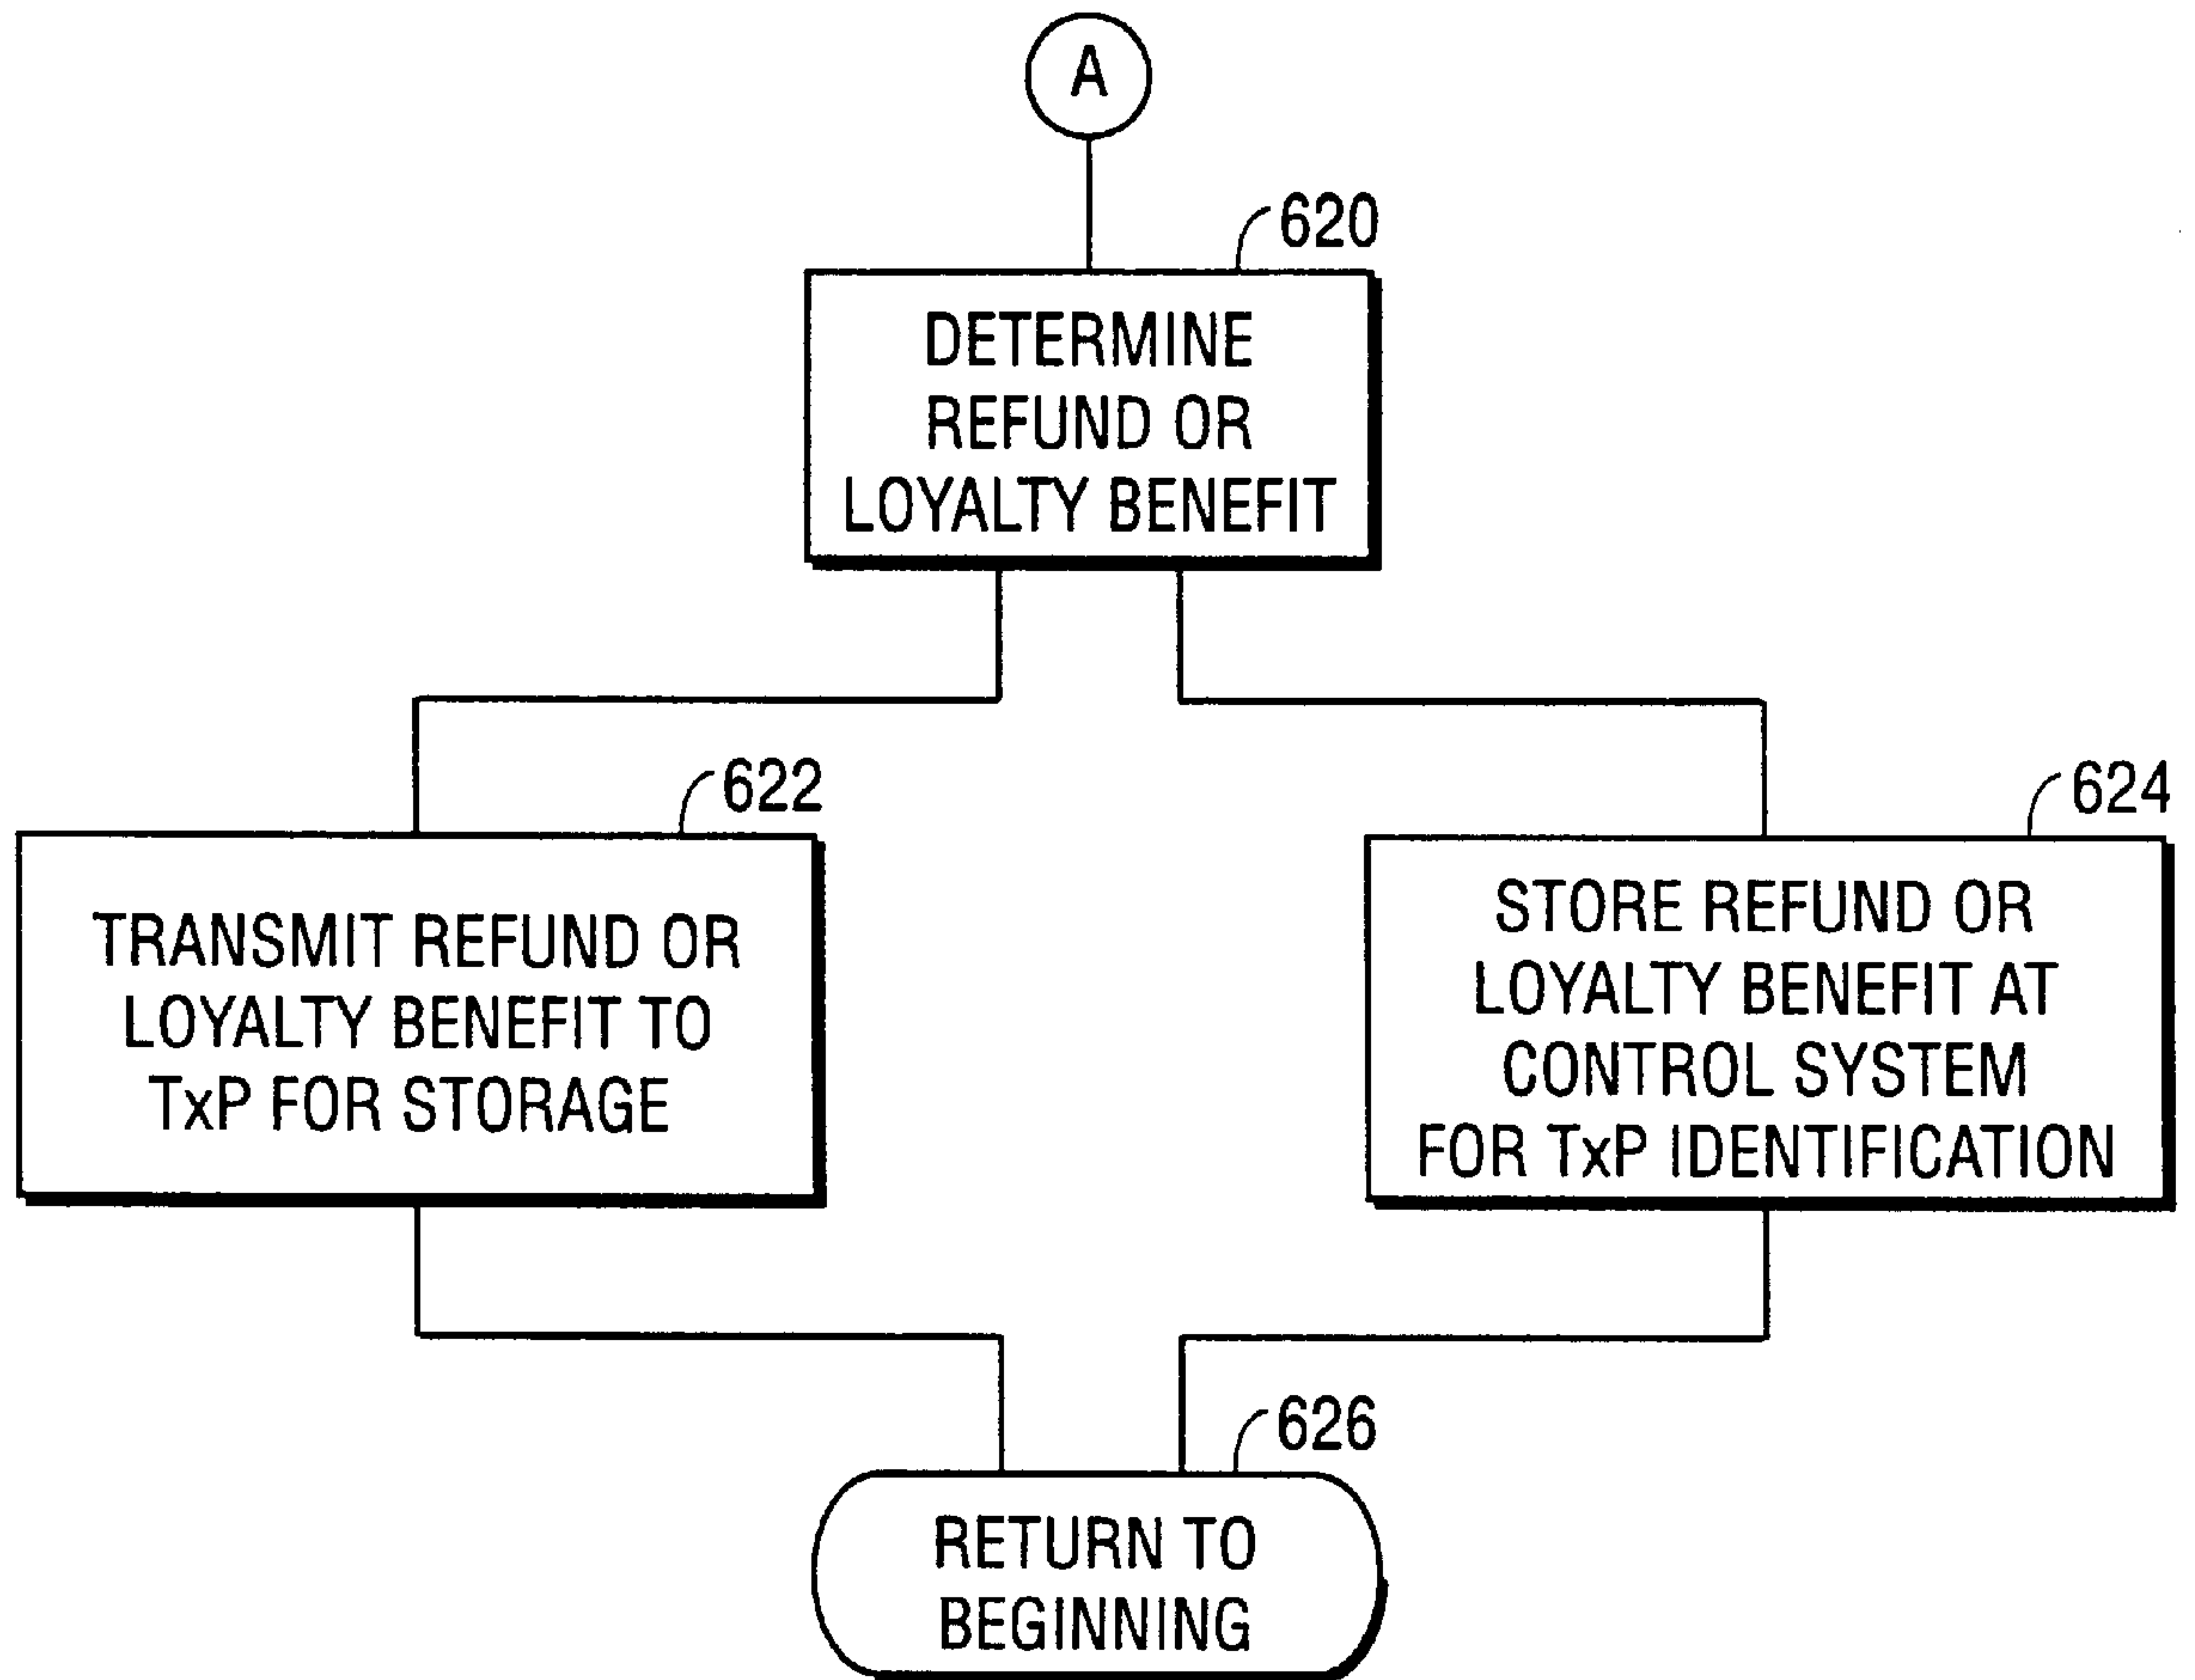 A
620
DETERMINE
REFUND OR
LOYALTY BENEFIT
622
TRANSMIT REFUND OR
LOYALTY BENEFIT TO
TxP FOR STORAGE
624
STORE REFUND OR
LOYALTY BENEFIT AT
CONTROL SYSTEM
FOR TxP IDENTIFICATION
626
RETURN TO
BEGINNING